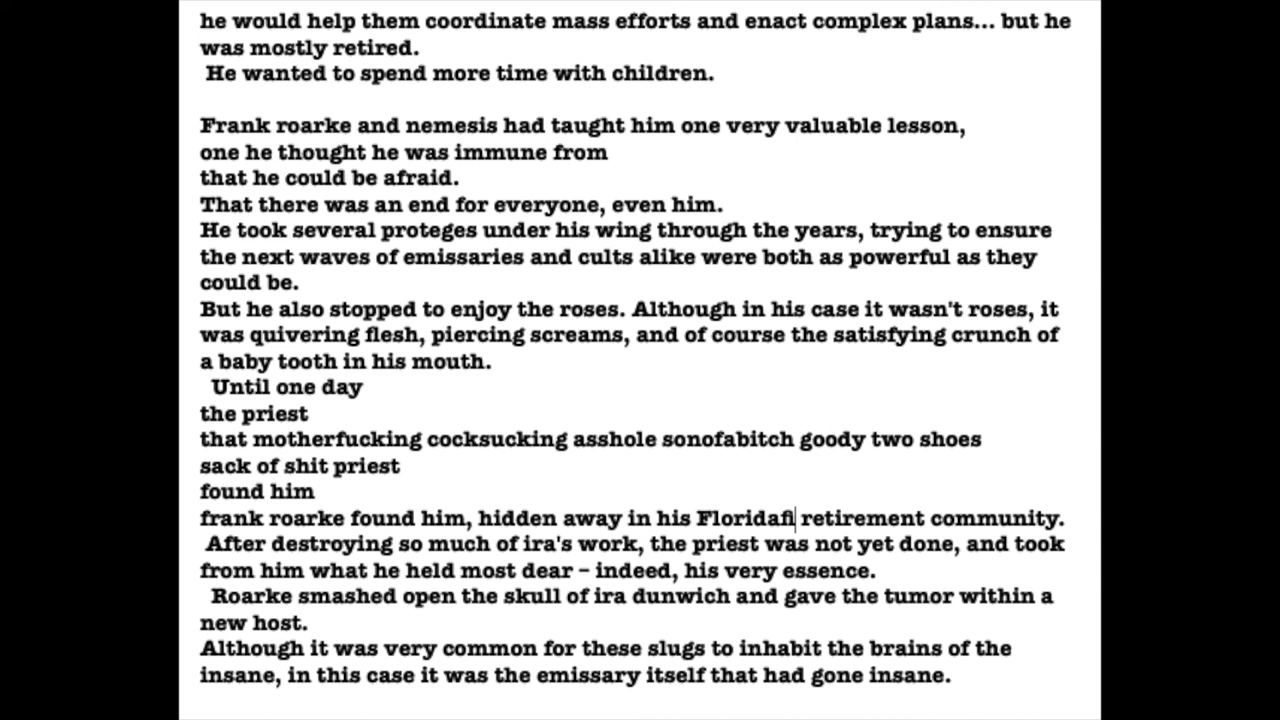 he would help them coordinate mass efforts and enact complex plans... but he
was mostly retired.
He wanted to spend more time with children.
Frank roarke and nemesis had taught him one very valuable lesson,
one he thought he was immune from
that he could be afraid.
That there was an end for everyone, even him.
He took several proteges under his wing through the years, trying to ensure
the next waves of emissaries and cults alike were both as powerful as they
could be.
But he also stopped to enjoy the roses. Although in his case it wasn't roses, it
was quivering flesh, piercing screams, and of course the satisfying crunch of
a baby tooth in his mouth.
Until one day
the priest
that motherfucking cocksucking asshole sonofabitch goody two shoes
sack of shit priest
found him
frank roarke found him, hidden away in his Floridafi retirement community.
After destroying so much of ira's work, the priest was not yet done, and took
from him what he held most dear – indeed, his very essence.
Roarke smashed open the skull of ira dunwich and gave the tumor within a
new host.
Although it was very common for these slugs to inhabit the brains of the
insane, in this case it was the emissary itself that had gone insane.